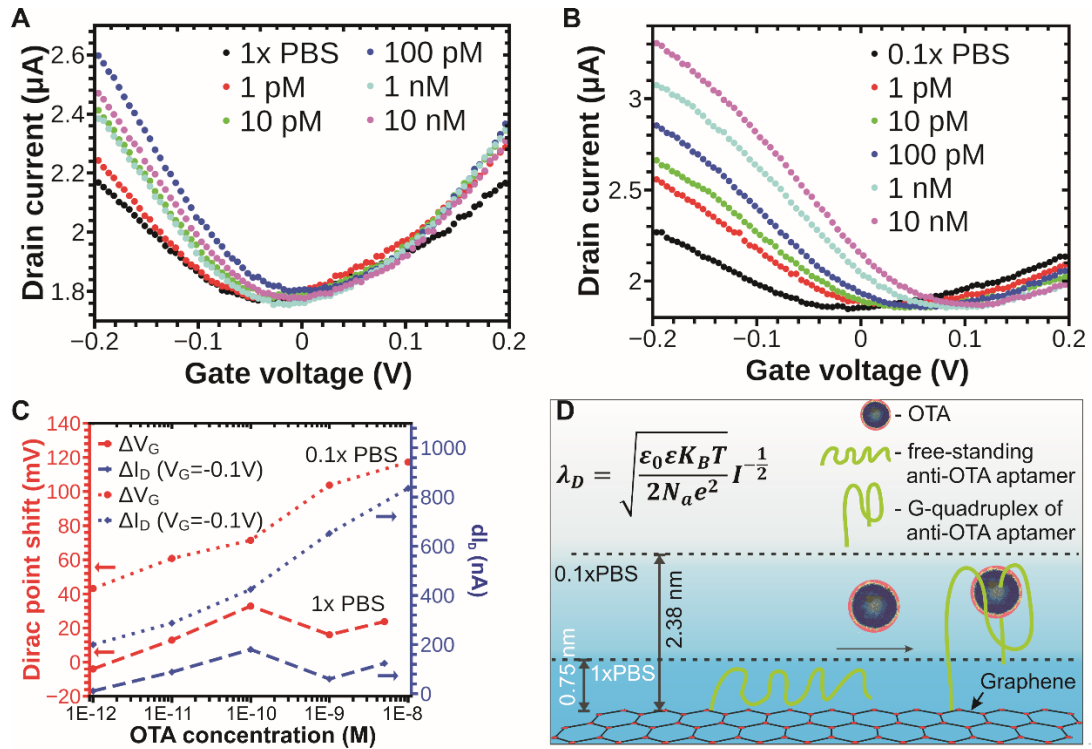 A
Drain current (µA)
2.6
2.4
2.2
2
1.8
1x PBS
1 pM
10 pM
100 pM
1 nM
10 nM
−0.2
−0.1
0
0.1
0.2
Gate voltage (V)
B
Drain current (µA)
3
2.5
2
0.1x PBS
1 pM
10 pM
100 pM
1 nM
10 nM
−0.2
−0.1
0
0.1
0.2
Gate voltage (V)
C
Dirac point shift (mV)
140
120
100
80
60
40
20
0
−20
ΔV_G
ΔI_D (V_G=-0.1V)
ΔV_G
ΔI_D (V_G=-0.1V)
0.1x PBS
1x PBS
1000
800
600
400
200
0
dI_D (nA)
1E-12
1E-11
1E-10
1E-9
1E-8
OTA concentration (M)
D
λ_D = √(ε₀εK_BT / 2N_ae²) I^(-1/2)
- OTA
- free-standing
anti-OTA aptamer
- G-quadruplex of
anti-OTA aptamer
0.1xPBS
2.38 nm
0.75 nm
1xPBS
Graphene